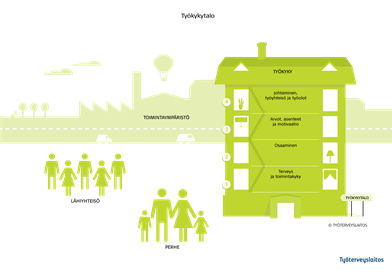 Työkykytalo
TYÖKYKY
Johtaminen,
työyhteisö ja työolot
4
TOIMINTAYMPÄRISTÖ
Arvot, asenteet
ja motivaatio
3
Osaaminen
2
Terveys
ja toimintakyky
1
TYÖKYKYTALO
LÄHIYHTEISÖ
© TYÖTERVEYSLAITOS
PERHE
Työterveyslaitos